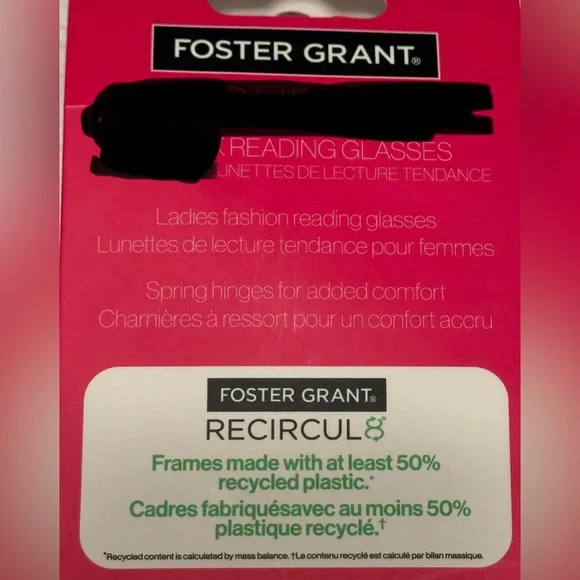 FOSTER GRANT®
READING GLASSES
LUNETTES DE LECTURE TENDANCE
Ladies fashion reading glasses
Lunettes de lecture tendance pour femmes
Spring hinges for added comfort
Charnières à ressort pour un confort accru
FOSTER GRANT®
RECIRCUL8
Frames made with at least 50%
recycled plastic.*
Cadres fabriquésavec au moins 50%
plastique recyclé.†
*Recycled content is calculated by mass balance. †Le contenu recyclé est calculé par bilan massique.